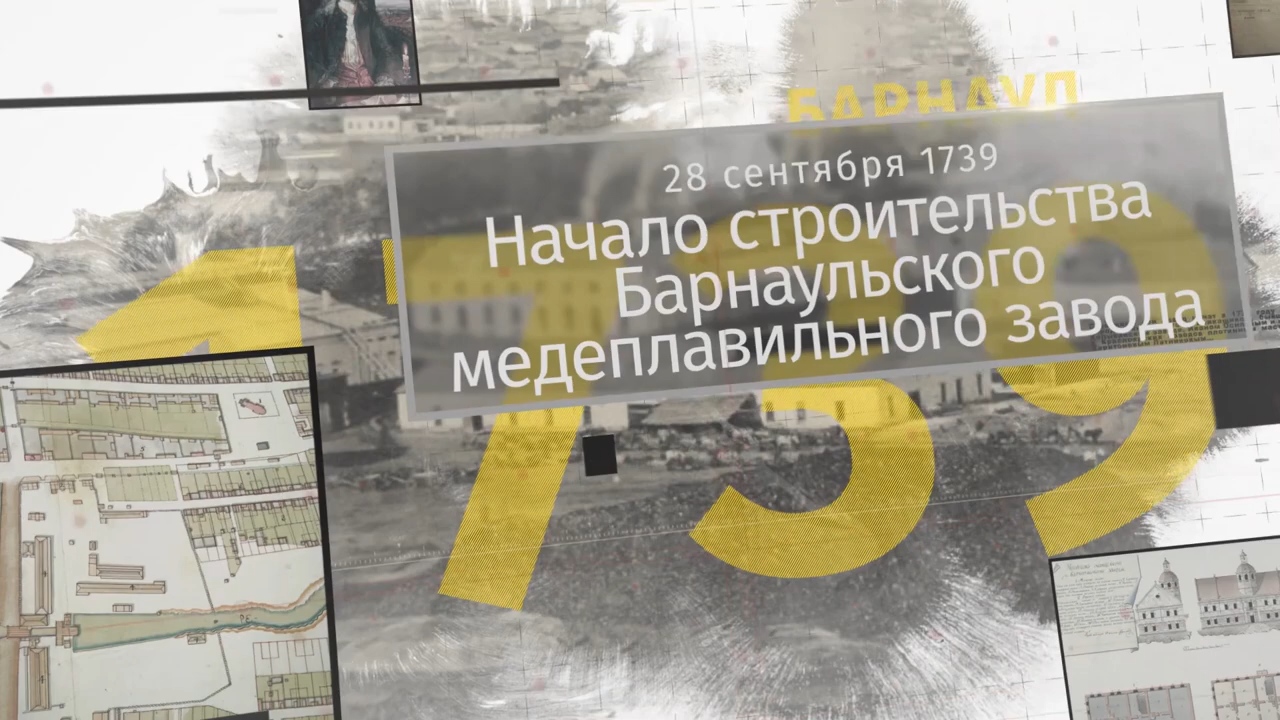 БАРНАУЛ
28 сентября 1739
Начало строительства
Барнаульского
медеплавильного завода
1739